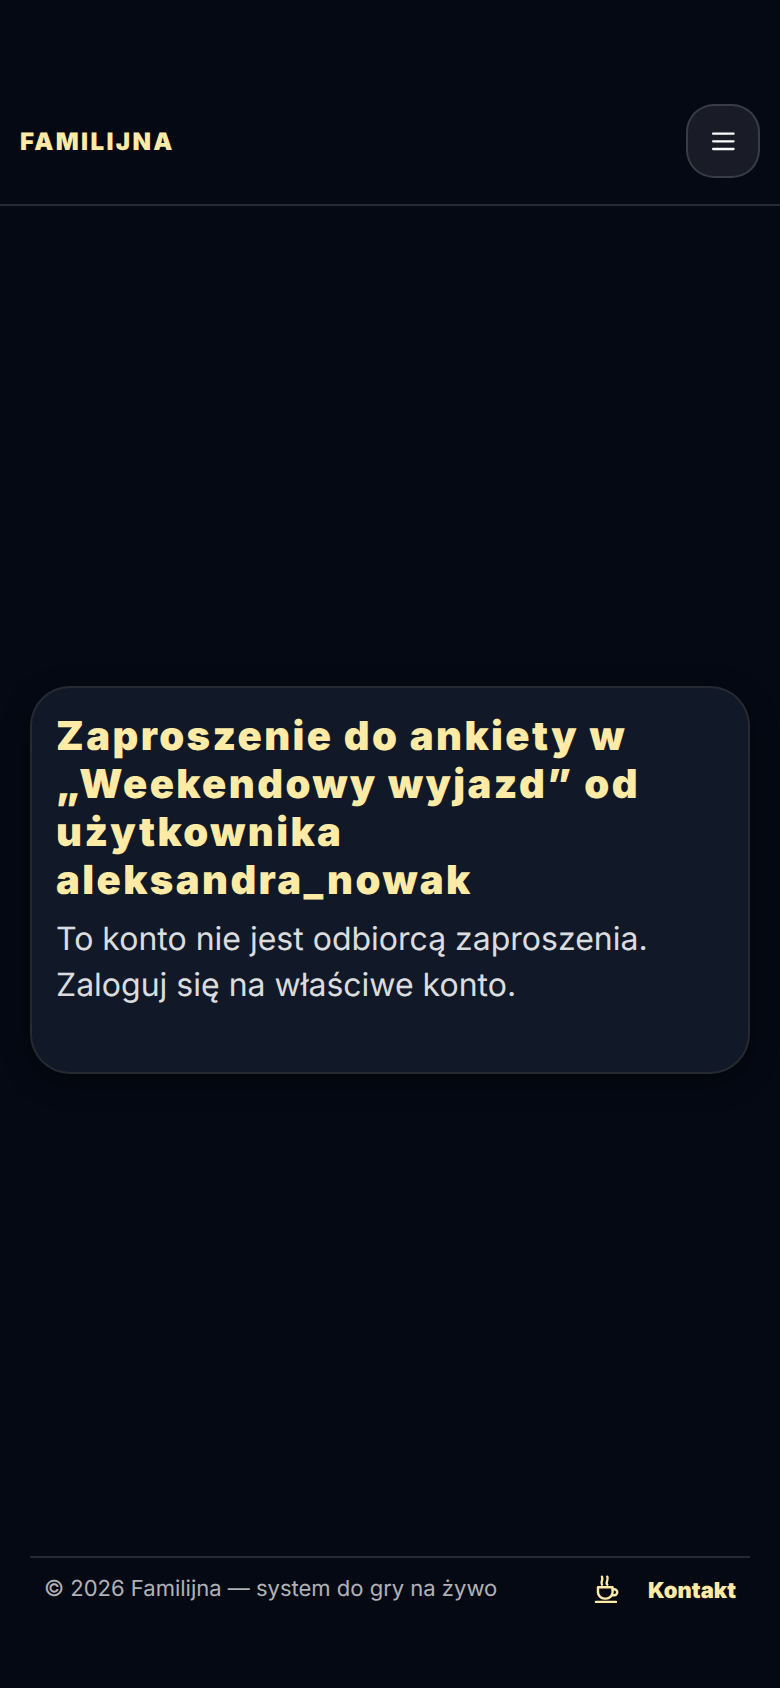 FAMILIJNA
Zaproszenie do ankiety w
„Weekendowy wyjazd” od
użytkownika
aleksandra_nowak
To konto nie jest odbiorcą zaproszenia.
Zaloguj się na właściwe konto.
© 2026 Familijna — system do gry na żywo
Kontakt